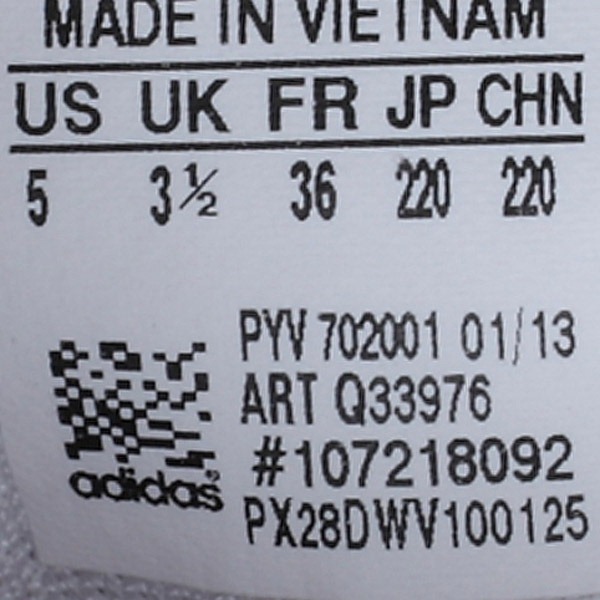 MADE IN VIETNAM
US UK FR JP CHN
5 3½ 36 220 220
PYV 702001 01/13
ART Q33976
#107218092
adidas
PX28DWV100125